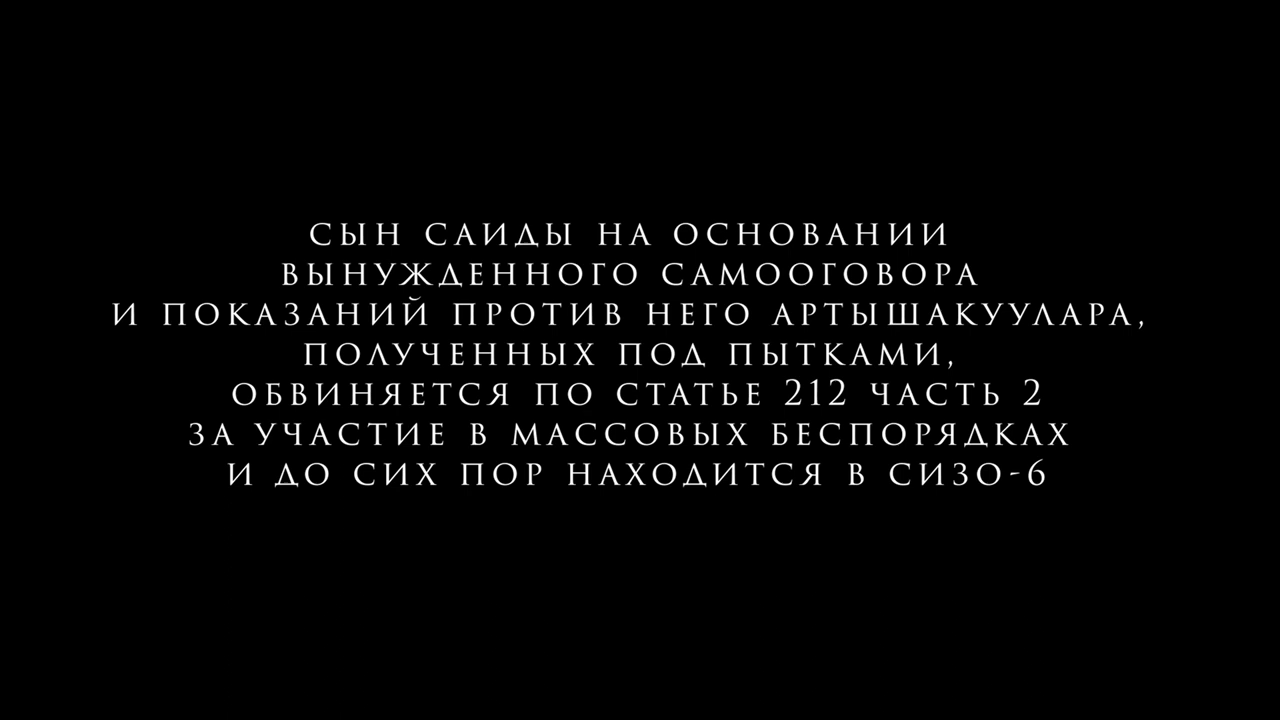 СЫН САИДЫ НА ОСНОВАНИИ
ВЫНУЖДЕННОГО САМООГОВОРА
И ПОКАЗАНИЙ ПРОТИВ НЕГО АРТЫШАКУУЛАРА,
ПОЛУЧЕННЫХ ПОД ПЫТКАМИ,
ОБВИНЯЕТСЯ ПО СТАТЬЕ 212 ЧАСТЬ 2
ЗА УЧАСТИЕ В МАССОВЫХ БЕСПОРЯДКАХ
И ДО СИХ ПОР НАХОДИТСЯ В СИЗО-6